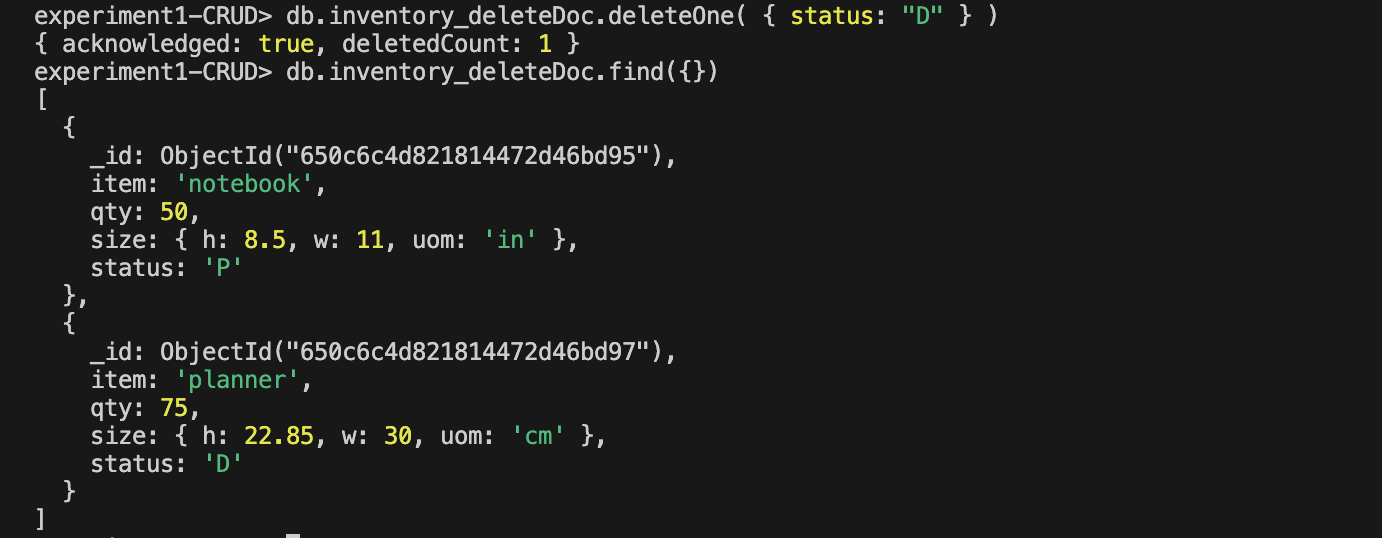 experiment1-CRUD> db.inventory_deleteDoc.deleteOne( { status: "D" } )
{ acknowledged: true, deletedCount: 1 }
experiment1-CRUD> db.inventory_deleteDoc.find({})
[
  {
    _id: ObjectId("650c6c4d821814472d46bd95"),
    item: 'notebook',
    qty: 50,
    size: { h: 8.5, w: 11, uom: 'in' },
    status: 'P'
  },
  {
    _id: ObjectId("650c6c4d821814472d46bd97"),
    item: 'planner',
    qty: 75,
    size: { h: 22.85, w: 30, uom: 'cm' },
    status: 'D'
  }
]